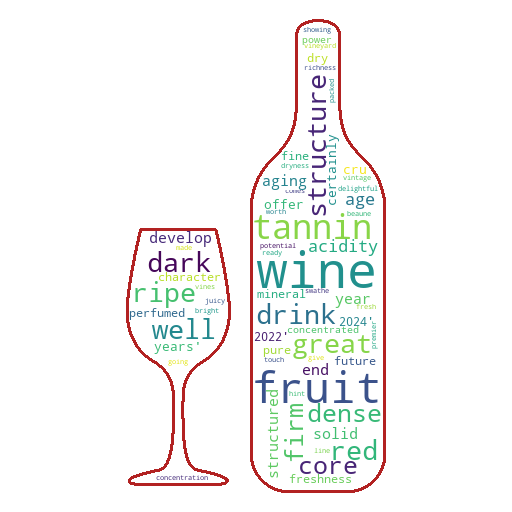 showing
power
vineyard
dry
richness
packed
structure
certainly
fine
dryness
cru
vintage
aging
comes
delightful
age
offer
worth
beaune
tannin
potential
acidity
ready
wine
mineral
swathe
year
fresh
drink
2024'
concentrated
premier
2022'
great
pure
touch
give
future
end
fruit
structured
hint
firm
dense
solid
line
red
core
freshness
develop
made
dark
character
vines
ripe
juicy
perfumed
bright
well
years'
going
concentration